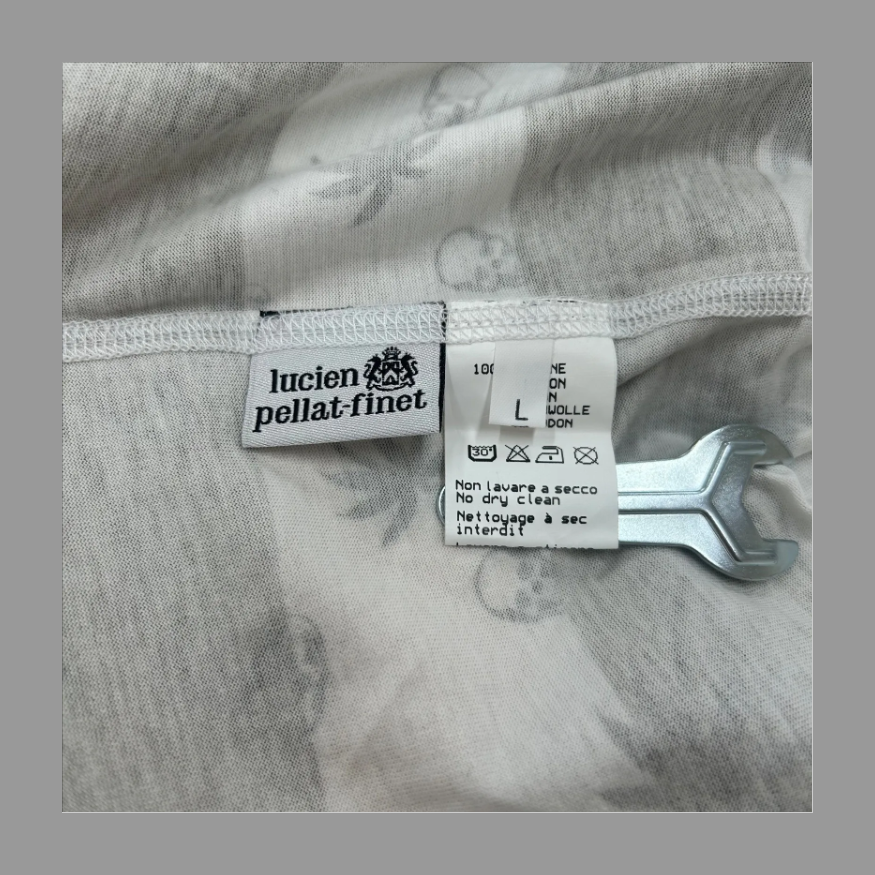 lucien
pellat-finet
L
100
NE
ON
N
WOLLE
DON
30°
Non lavare a secco
No dry clean
Nettoyage à sec
interdit